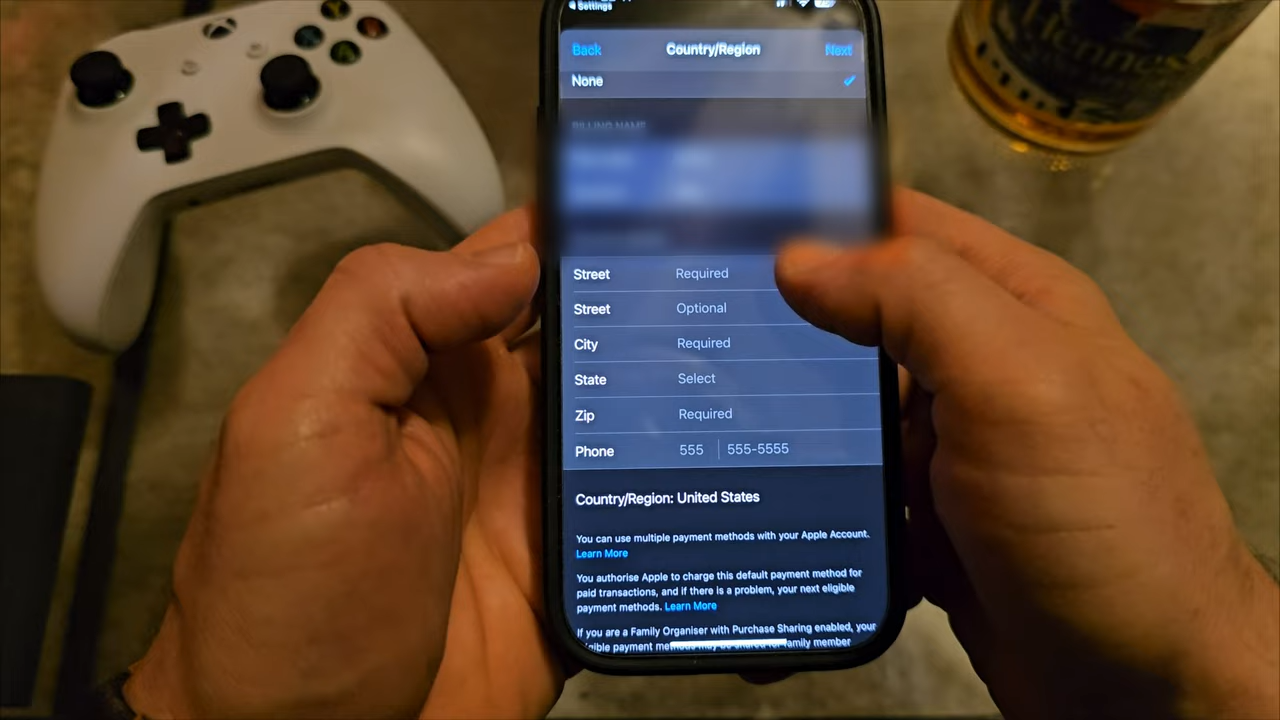 Settings
Back Country/Region Next
None
BILLING NAME
Street Required
Street Optional
City Required
State Select
Zip Required
Phone 555 555-5555
Country/Region: United States
You can use multiple payment methods with your Apple Account.
Learn More
You authorise Apple to charge this default payment method for
paid transactions, and if there is a problem, your next eligible
payment methods. Learn More
If you are a Family Organiser with Purchase Sharing enabled, your
eligible payment methods may be shared family member
Hennes
X
Y
B
A